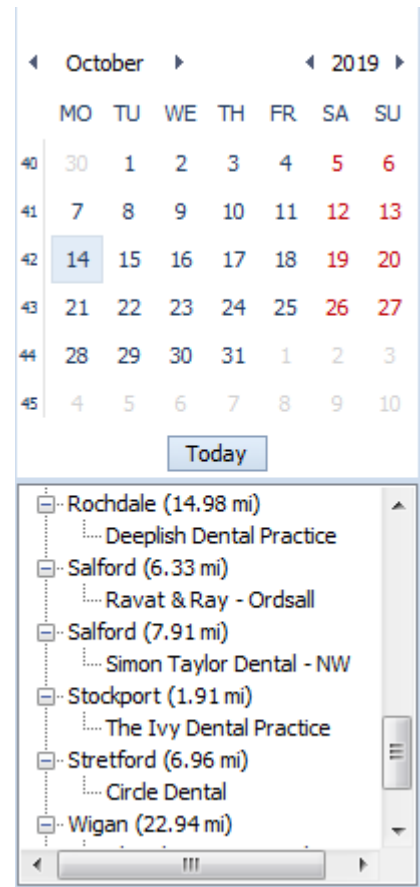 October 2019
MO TU WE TH FR SA SU
40 30 1 2 3 4 5 6
41 7 8 9 10 11 12 13
42 14 15 16 17 18 19 20
43 21 22 23 24 25 26 27
44 28 29 30 31 1 2 3
45 4 5 6 7 8 9 10
Today
Rochdale (14.98 mi)
Deeplish Dental Practice
Salford (6.33 mi)
Ravat & Ray - Ordsall
Salford (7.91 mi)
Simon Taylor Dental - NW
Stockport (1.91 mi)
The Ivy Dental Practice
Stretford (6.96 mi)
Circle Dental
Wigan (22.94 mi)